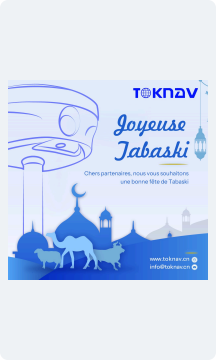 TOKNAV
Joyeuse
Tabaski
Chers partenaires, nous vous souhaitons
une bonne fête de Tabaski
www.toknav.cn
info@toknav.cn